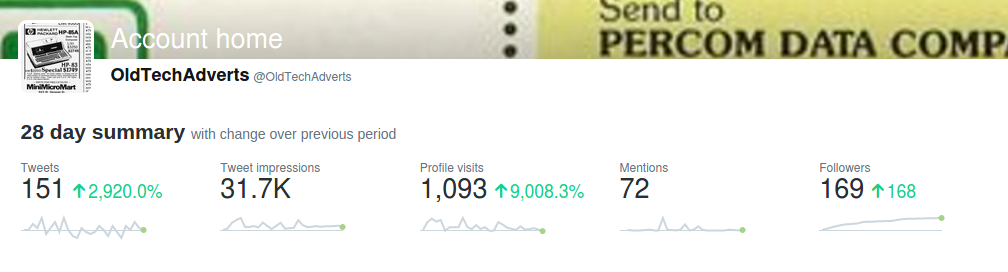 Send to
PERCOM DATA COMP
HEWLETT
PACKARD HP-85A
HP-83
Special $1749
MiniMicroMart
Account home
OldTechAdverts @OldTechAdverts
28 day summary with change over previous period
Tweets Tweet impressions Profile visits Mentions Followers
151 ↑2,920.0% 31.7K 1,093 ↑9,008.3% 72 169 ↑168